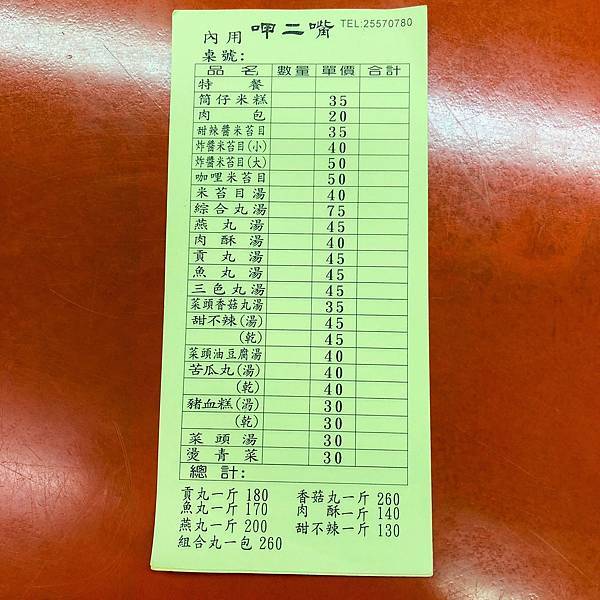 內用 呷二嘴 TEL:25570780
桌號:
品名 數量 單價 合計
特餐
筒仔米糕 35
肉包 20
甜辣醬米苔目 35
炸醬米苔目(小) 40
炸醬米苔目(大) 50
咖哩米苔目 50
米苔目湯 40
綜合丸湯 75
燕丸湯 45
肉酥湯 40
貢丸湯 45
魚丸湯 45
三色丸湯 45
菜頭香菇丸湯 35
甜不辣(湯) 45
(乾) 45
菜頭油豆腐湯 40
苦瓜丸(湯) 40
(乾) 40
豬血糕(湯) 30
(乾) 30
菜頭湯 30
燙青菜 30
總計:
貢丸一斤 180 香菇丸一斤 260
魚丸一斤 170 肉酥一斤 140
燕丸一斤 200 甜不辣一斤 130
組合丸一包 260